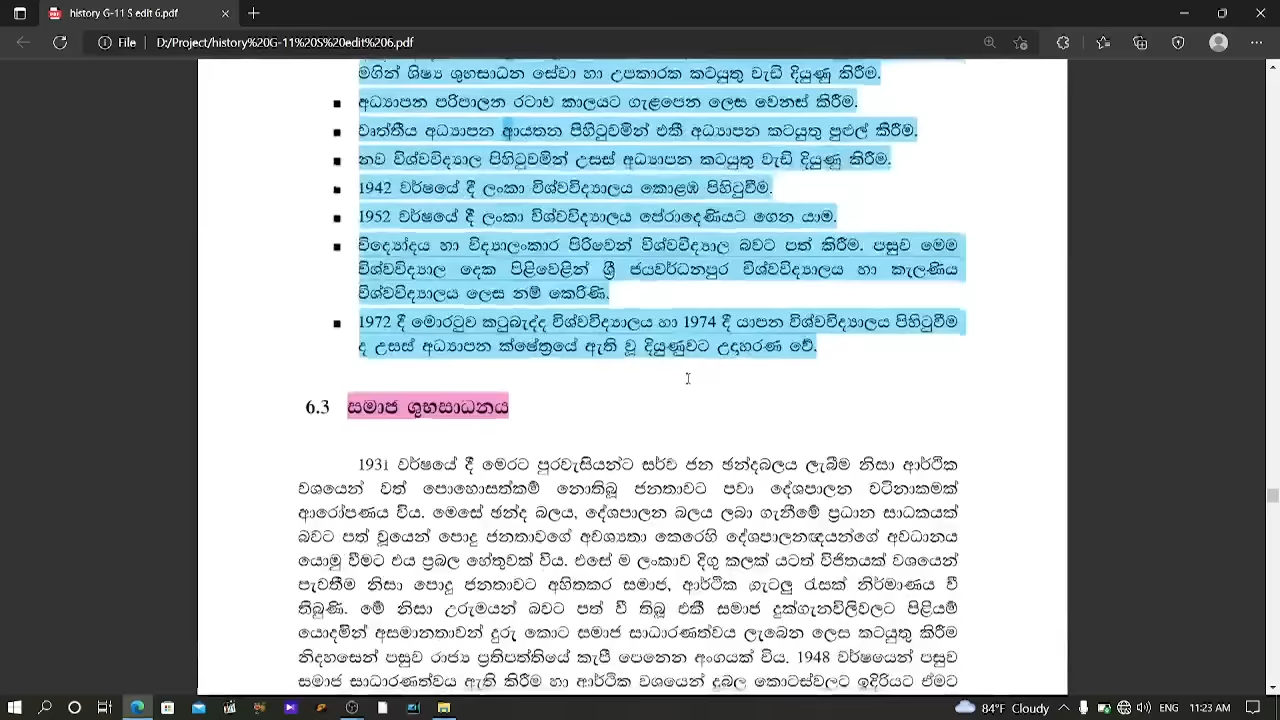 history G-11 S edit 6.pdf
File
D:/Project/history%20G-11%20S%20edit%206.pdf
මගින් ශිෂ්‍ය ශුභසාධන සේවා හා උපකාරක කටයුතු වැඩි දියුණු කිරීම.
■ අධ්‍යාපන පරිපාලන රටාව කාලයට ගැළපෙන ලෙස වෙනස් කිරීම.
■ වෘත්තීය අධ්‍යාපන ආයතන පිහිටුවමින් එකී අධ්‍යාපන කටයුතු පුළුල් කිරීම.
■ නව විශ්වවිද්‍යාල පිහිටුවමින් උසස් අධ්‍යාපන කටයුතු වැඩි දියුණු කිරීම.
■ 1942 වර්ෂයේ දී ලංකා විශ්වවිද්‍යාලය කොළඹ පිහිටුවීම.
■ 1952 වර්ෂයේ දී ලංකා විශ්වවිද්‍යාලය පේරාදෙණියට ගෙන යාම.
■ විද්‍යෝදය හා විද්‍යාලංකාර පිරිවෙන් විශ්වවිද්‍යාල බවට පත් කිරීම. පසුව මෙම
විශ්වවිද්‍යාල දෙක පිළිවෙළින් ශ්‍රී ජයවර්ධනපුර විශ්වවිද්‍යාලය හා කැලණිය
විශ්වවිද්‍යාලය ලෙස නම් කෙරිණි.
■ 1972 දී මොරටුව කටුබැද්ද විශ්වවිද්‍යාලය හා 1974 දී යාපන විශ්වවිද්‍යාලය පිහිටුවීම
ද උසස් අධ්‍යාපන ක්ෂේත්‍රයේ ඇති වූ දියුණුවට උදාහරණ වේ.
6.3 සමාජ ශුභසාධනය
1931 වර්ෂයේ දී මෙරට පුරවැසියන්ට සර්ව ජන ඡන්දබලය ලැබීම නිසා ආර්ථික
වශයෙන් වත් පොහොසත්කම් නොතිබූ ජනතාවට පවා දේශපාලන වටිනාකමක්
ආරෝපණය විය. මෙසේ ඡන්ද බලය, දේශපාලන බලය ලබා ගැනීමේ ප්‍රධාන සාධකයක්
බවට පත් වූයෙන් පොදු ජනතාවගේ අවශ්‍යතා කෙරෙහි දේශපාලනඥයන්ගේ අවධානය
යොමු වීමට එය ප්‍රබල හේතුවක් විය. එසේ ම ලංකාව දිගු කලක් යටත් විජිතයක් වශයෙන්
පැවතීම නිසා පොදු ජනතාවට අහිතකර සමාජ, ආර්ථික ගැටලු රැසක් නිර්මාණය වී
තිබුණි. මේ නිසා උරුමයන් බවට පත් වී තිබූ එකී සමාජ දුක්ගැනවිලිවලට පිළියම්
යොදමින් අසමානතාවන් දුරු කොට සමාජ සාධාරණත්වය ලැබෙන ලෙස කටයුතු කිරීම
නිදහසෙන් පසුව රාජ්‍ය ප්‍රතිපත්තියේ කැපී පෙනෙන අංගයක් විය. 1948 වර්ෂයෙන් පසුව
සමාජ සාධාරණත්වය ඇති කිරීම හා ආර්ථික වශයෙන් දුබල කොටස්වලට ඉදිරියට ඒමට
84°F Cloudy
ENG
11:23 AM